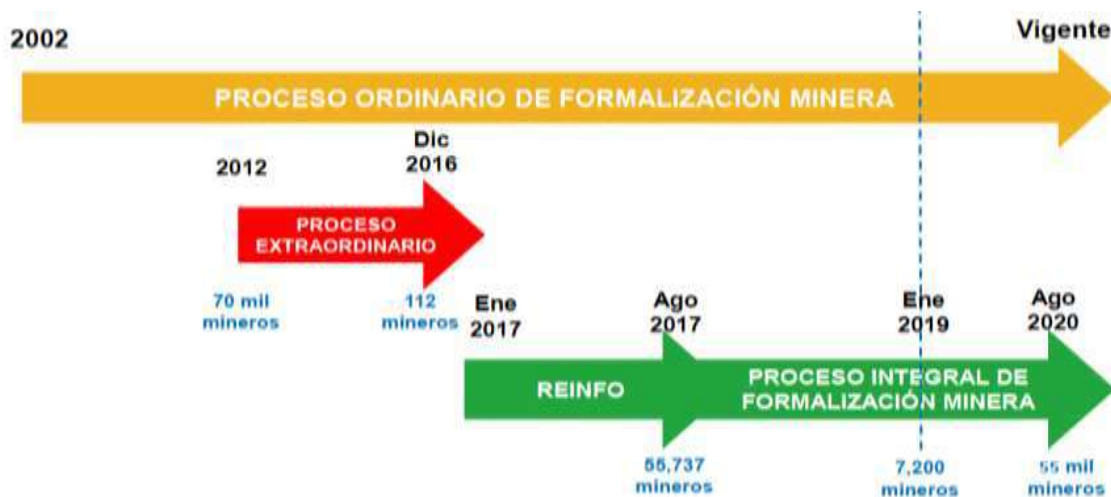 2002
Vigente
PROCESO ORDINARIO DE FORMALIZACIÓN MINERA
2012
Dic
2016
PROCESO
EXTRAORDINARIO
70 mil
mineros
112
mineros
Ene
2017
Ago
2017
Ene
2019
Ago
2020
REINFO
PROCESO INTEGRAL DE
FORMALIZACIÓN MINERA
55,737
mineros
7,200
mineros
55 mil
mineros